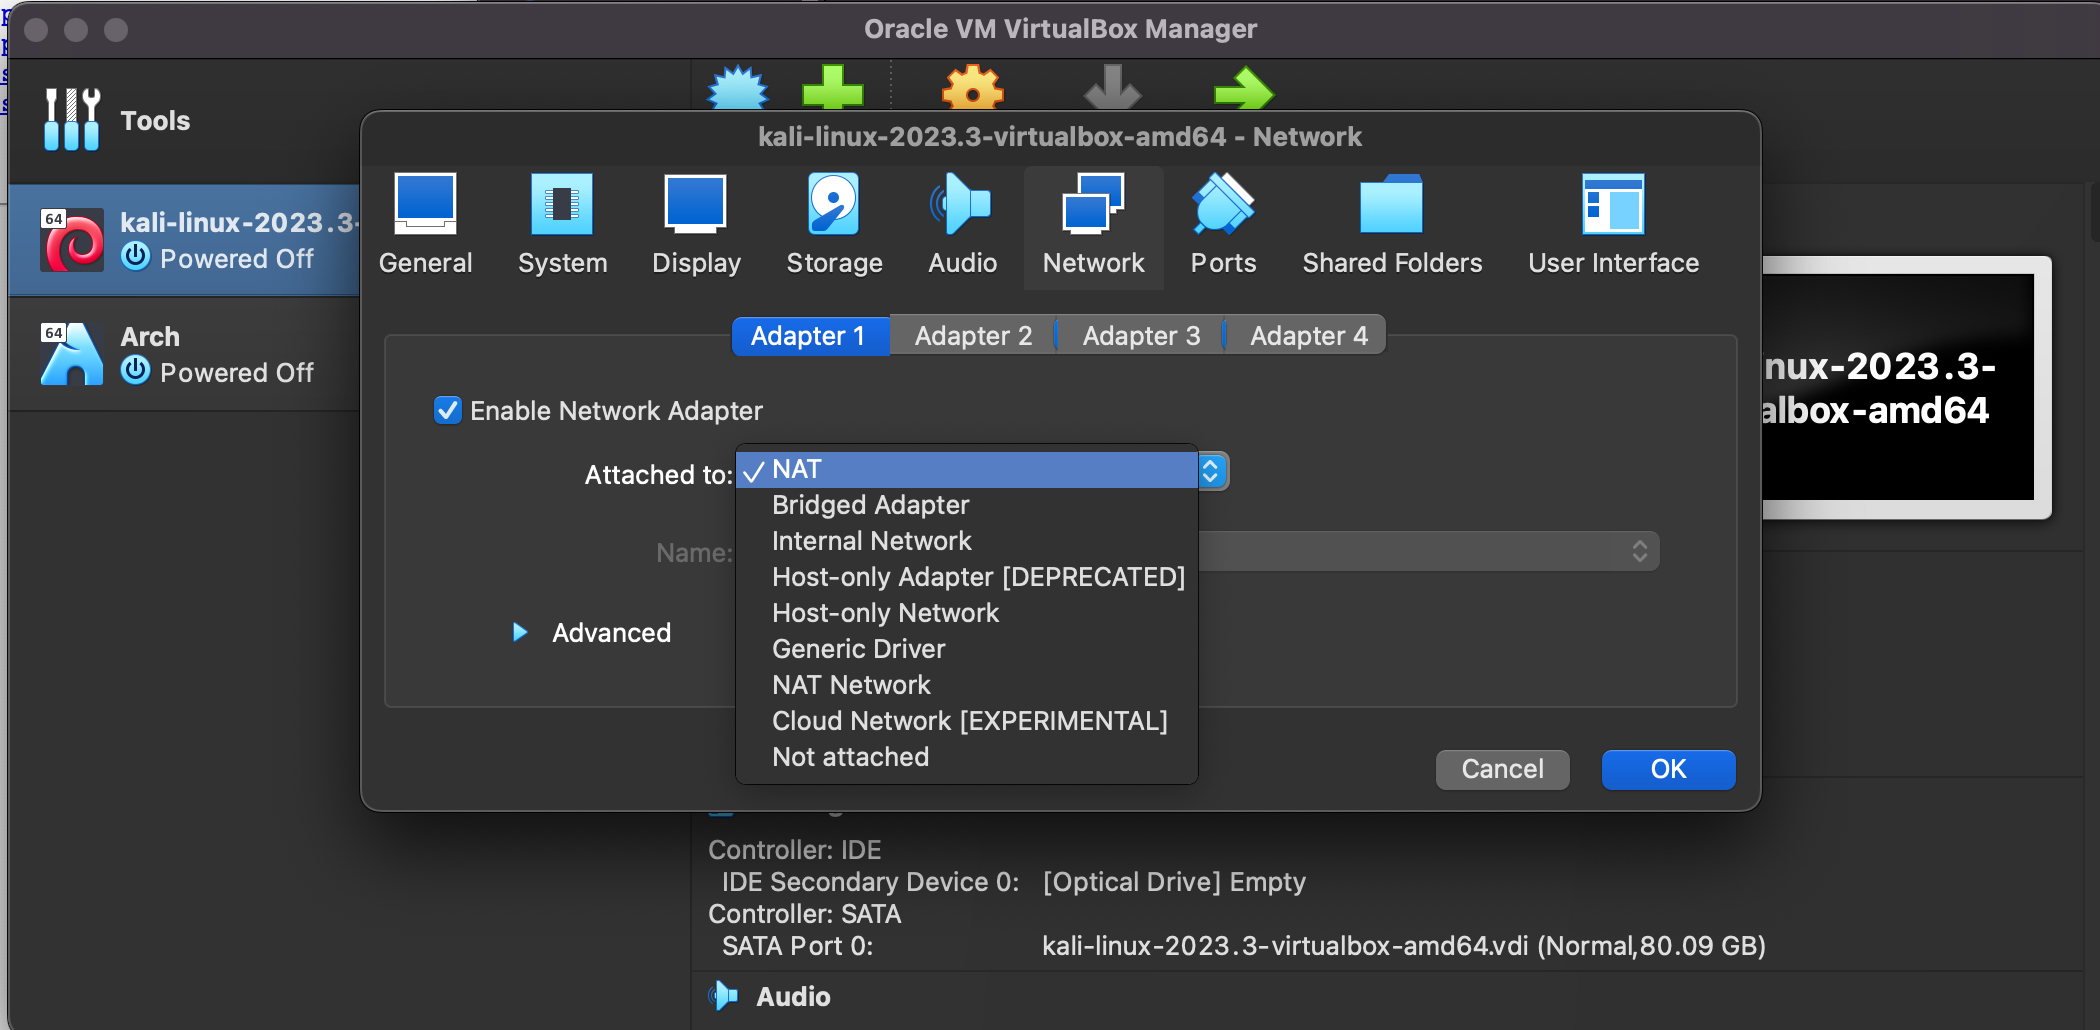 Oracle VM VirtualBox Manager
Tools
kali-linux-2023.3-virtualbox-amd64 - Network
64
kali-linux-2023.3-
Powered Off
64
Arch
Powered Off
General
System
Display
Storage
Audio
Network
Ports
Shared Folders
User Interface
Adapter 1
Adapter 2
Adapter 3
Adapter 4
Enable Network Adapter
Attached to:
NAT
Bridged Adapter
Internal Network
Host-only Adapter [DEPRECATED]
Host-only Network
Generic Driver
NAT Network
Cloud Network [EXPERIMENTAL]
Not attached
Name:
Advanced
Cancel
OK
nux-2023.3-
albox-amd64
Controller: IDE
IDE Secondary Device 0: [Optical Drive] Empty
Controller: SATA
SATA Port 0: kali-linux-2023.3-virtualbox-amd64.vdi (Normal,80.09 GB)
Audio